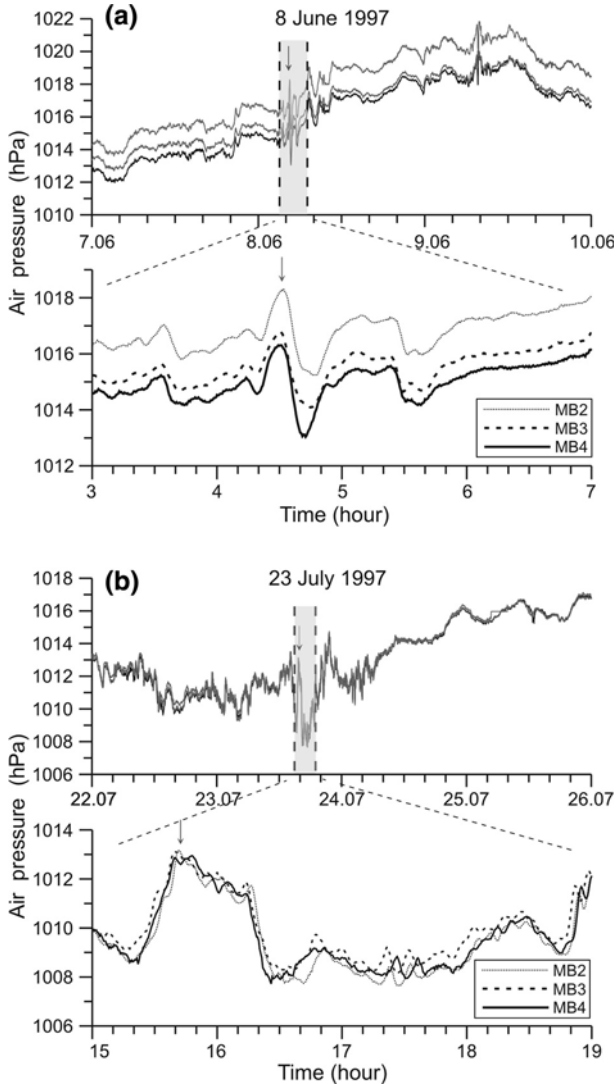 (a)
8 June 1997
Air pressure (hPa)
1022
1020
1018
1016
1014
1012
1010
7.06 8.06 9.06 10.06
1018
1016
1014
1012
MB2
MB3
MB4
3 4 5 6 7
Time (hour)
(b)
23 July 1997
Air pressure (hPa)
1018
1016
1014
1012
1010
1008
1006
22.07 23.07 24.07 25.07 26.07
1014
1012
1010
1008
1006
MB2
MB3
MB4
15 16 17 18 19
Time (hour)